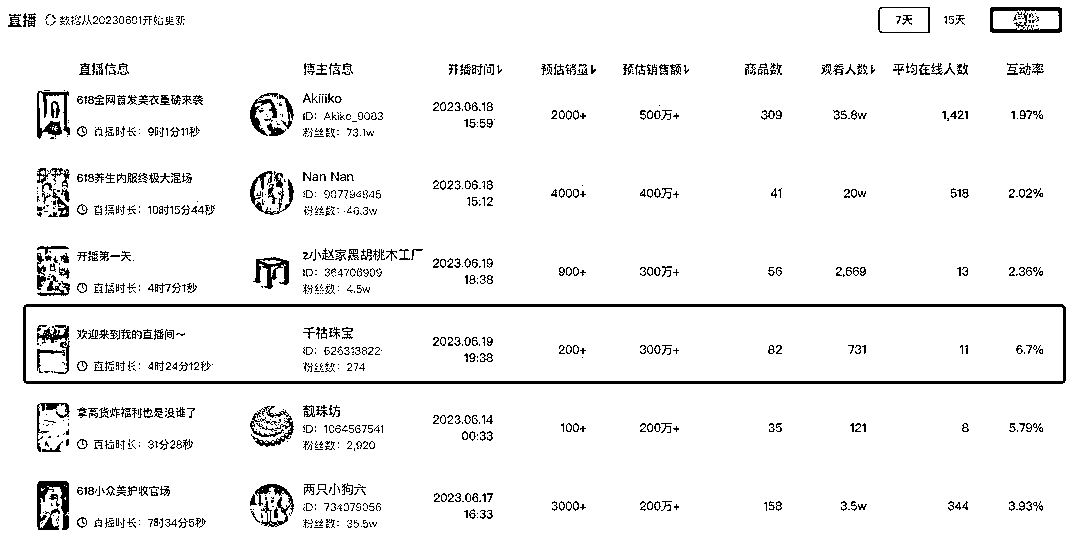 直播 数据从20230601开始更新 7天 15天
直播信息 博主信息 开播时间 预估销量 预估销售额 商品数 观看人数 平均在线人数 互动率
618全网首发美衣重磅来袭
直播时长：9时1分11秒
Akiiiko
ID：Akiko_9083
粉丝数：73.1w
2023.06.18
15:59
2000+ 500万+ 309 35.8w 1,421 1.97%
618养生内服终极大混场
直播时长：10时15分44秒
Nan Nan
ID：907794845
粉丝数：46.3w
2023.06.18
15:12
4000+ 400万+ 41 20w 518 2.02%
开播第一天
直播时长：4时7分1秒
z小赵家黑胡桃木工厂
ID：364706909
粉丝数：4.5w
2023.06.19
18:38
900+ 300万+ 56 2,669 13 2.36%
欢迎来到我的直播间～
直播时长：4时24分12秒
千祜珠宝
ID：626313822
粉丝数：274
2023.06.19
19:38
200+ 300万+ 82 731 11 6.7%
拿高货炸福利也是没谁了
直播时长：31分28秒
靓珠坊
ID：1064567541
粉丝数：2,920
2023.06.14
00:33
100+ 200万+ 35 121 8 5.79%
618小众美护收官场
直播时长：7时34分5秒
两只小狗六
ID：734079056
粉丝数：35.5w
2023.06.17
16:33
3000+ 200万+ 158 3.5w 344 3.93%